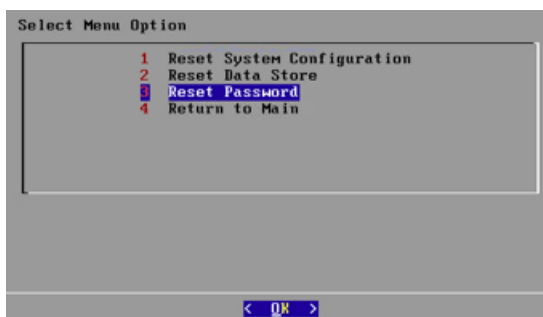 Select Menu Option
1 Reset System Configuration
2 Reset Data Store
3 Reset Password
4 Return to Main
< OK >